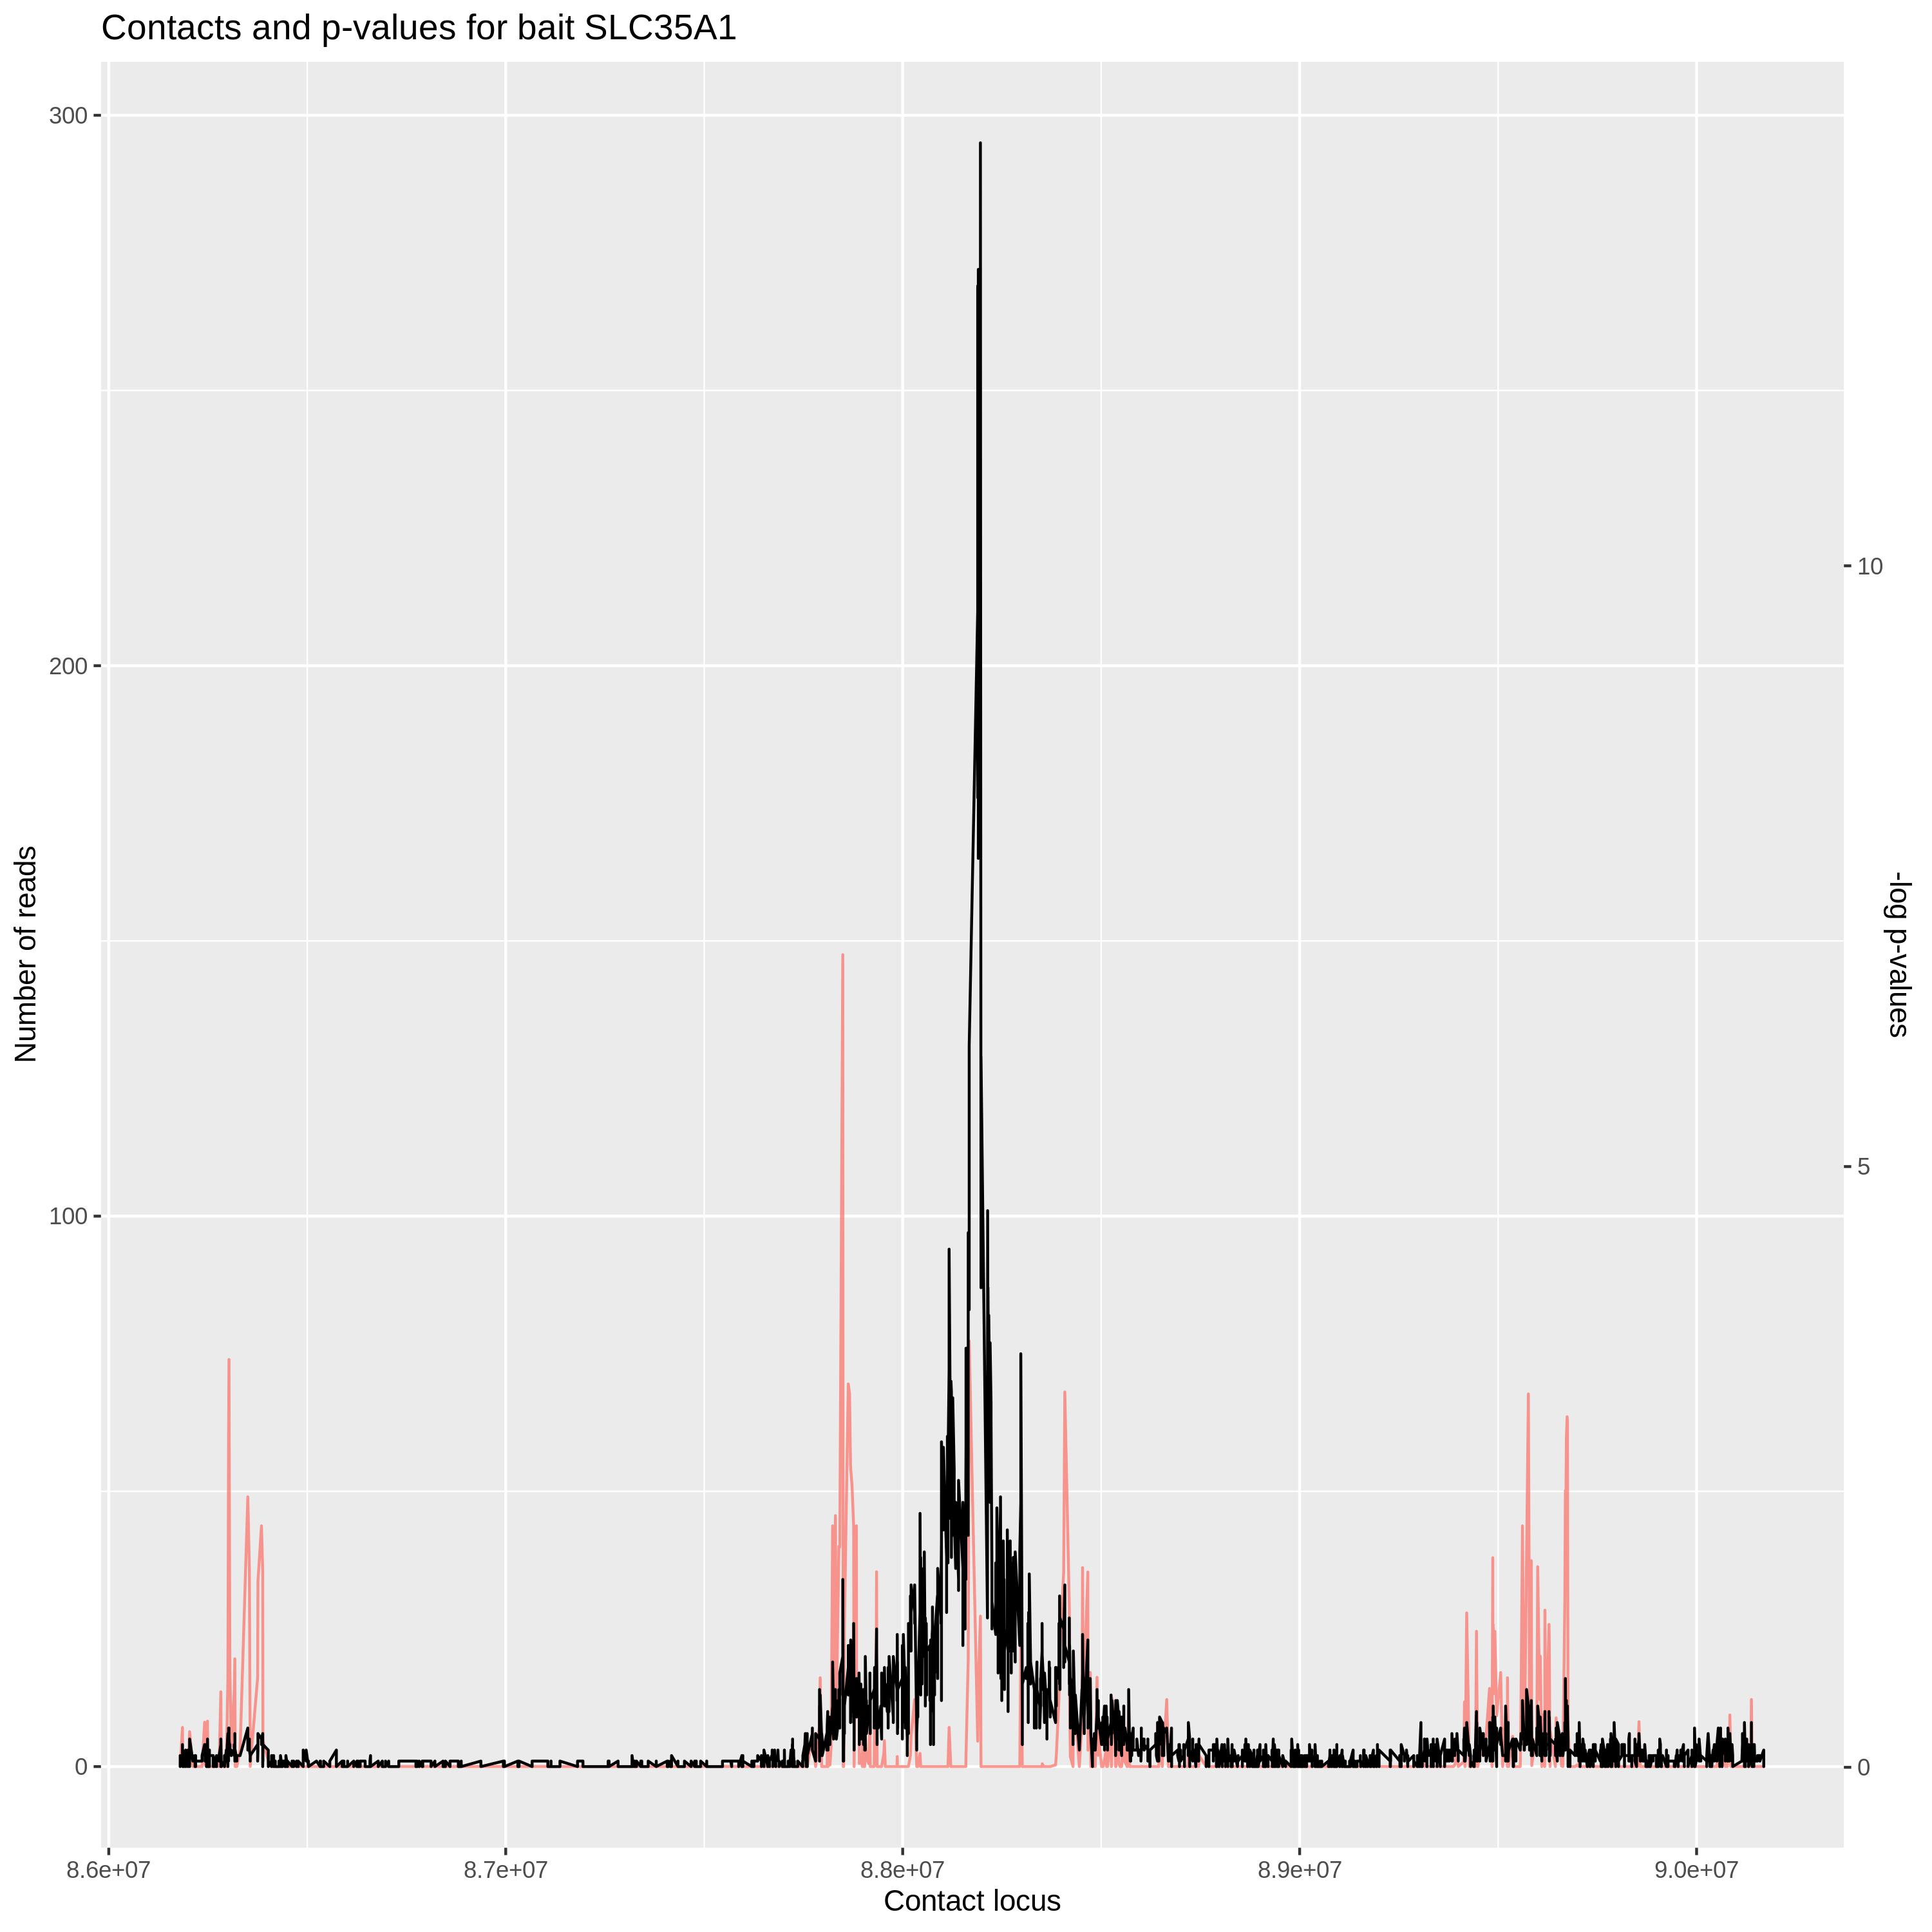 Contacts and p-values for bait SLC35A1
300
200
100
0
Number of reads
10
5
0
-log p-values
8.6e+07 8.7e+07 8.8e+07 8.9e+07 9.0e+07
Contact locus